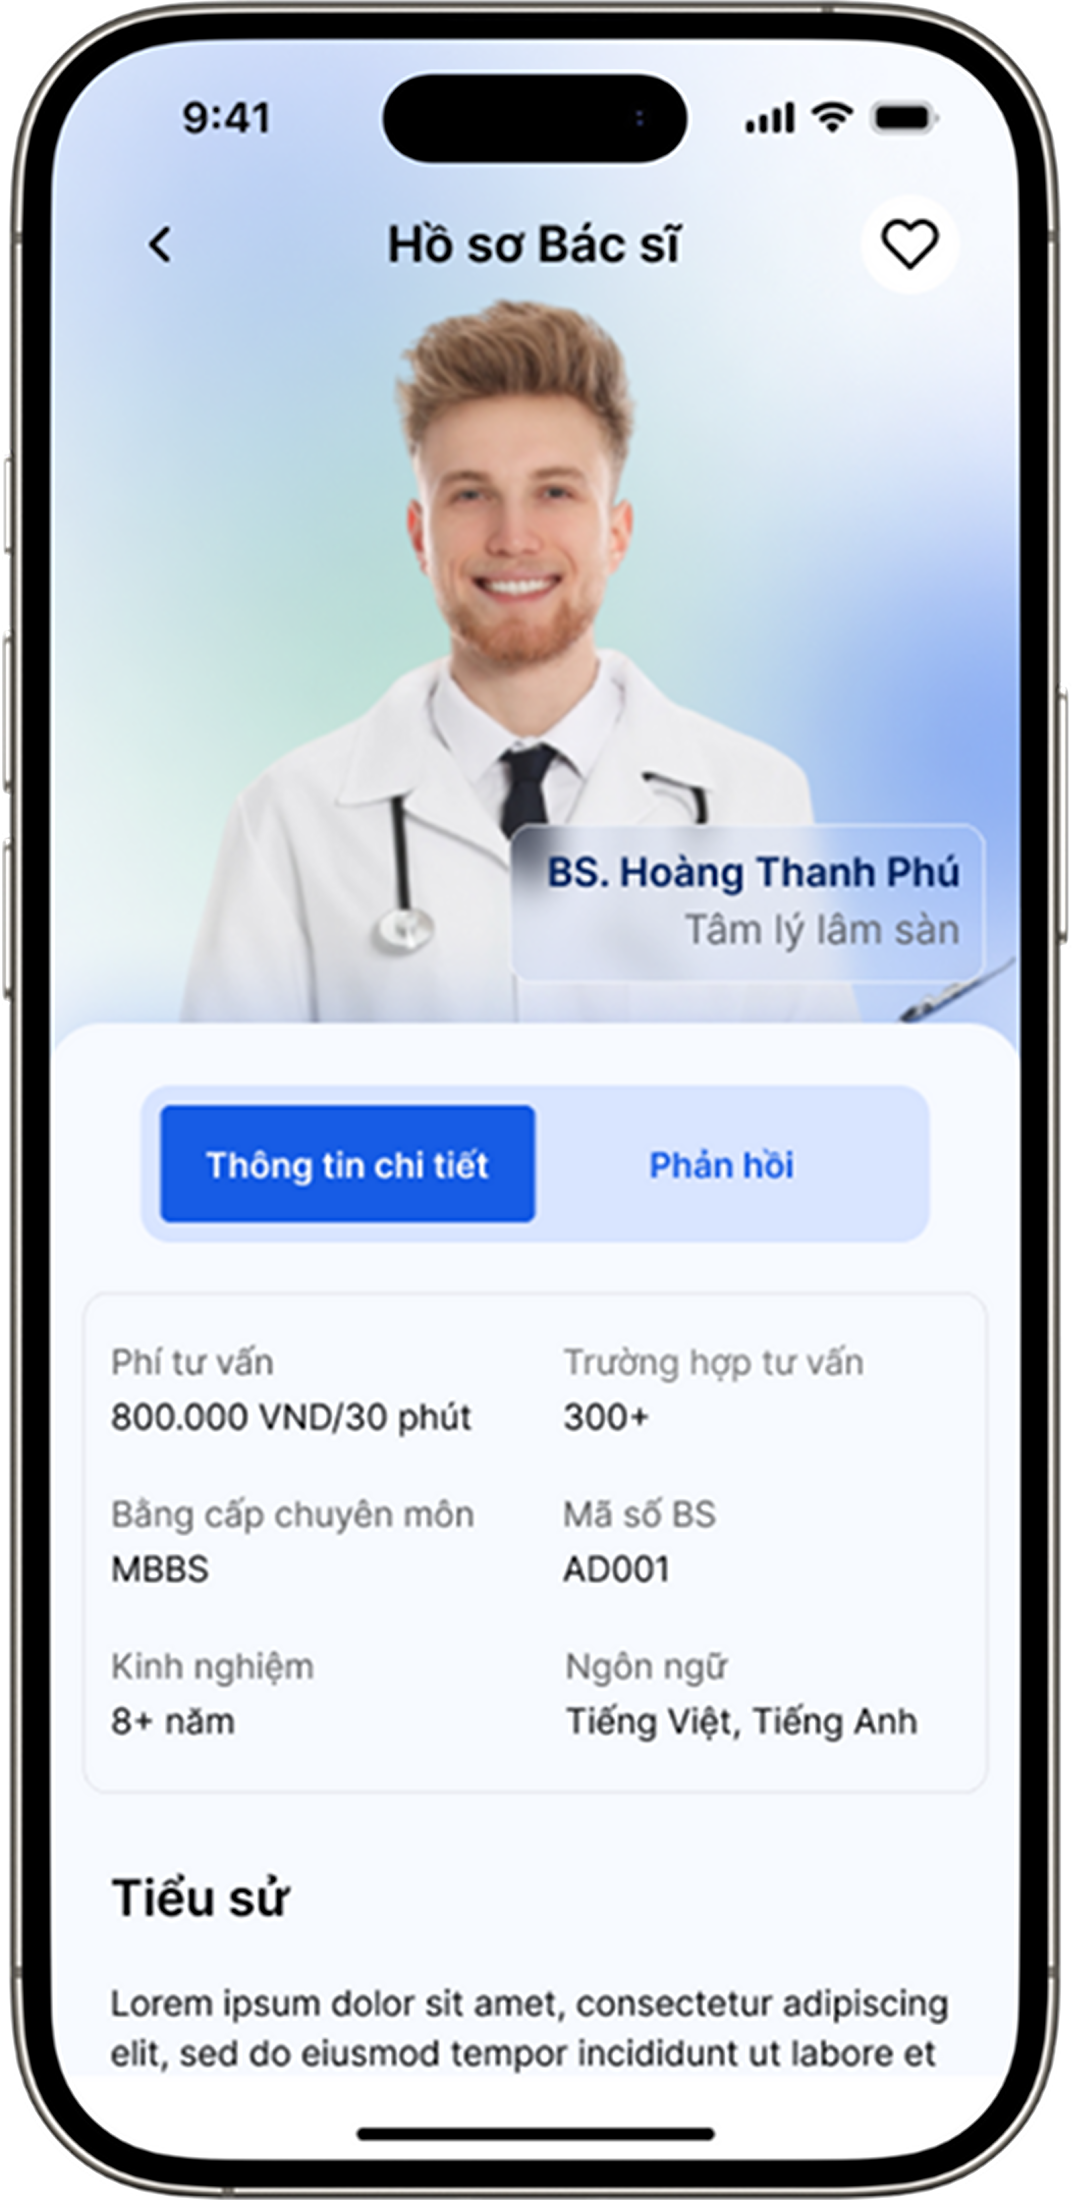 9:41
Hồ sơ Bác sĩ
BS. Hoàng Thanh Phú
Tâm lý lâm sàn
Thông tin chi tiết
Phản hồi
Phí tư vấn
800.000 VND/30 phút
Trường hợp tư vấn
300+
Bằng cấp chuyên môn
MBBS
Mã số BS
AD001
Kinh nghiệm
8+ năm
Ngôn ngữ
Tiếng Việt, Tiếng Anh
Tiểu sử
Lorem ipsum dolor sit amet, consectetur adipiscing
elit, sed do eiusmod tempor incididunt ut labore et